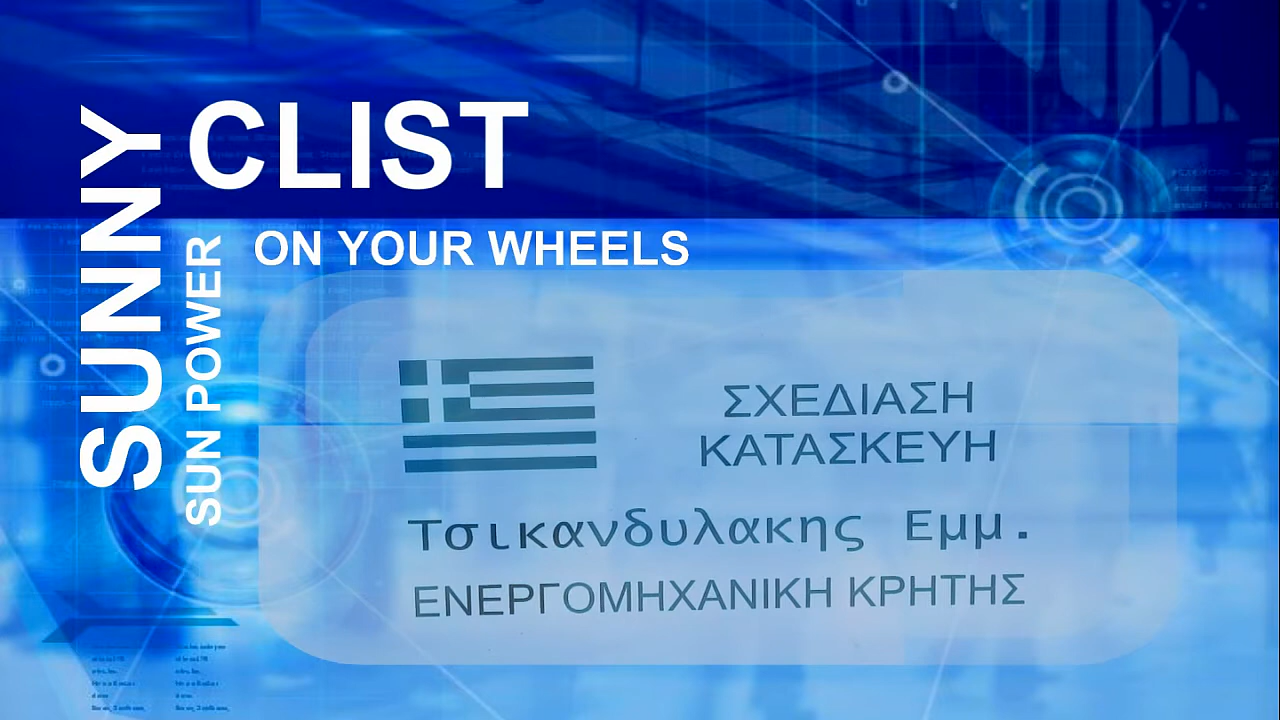 SUNNY
CLIST
SUN POWER
ON YOUR WHEELS
ΣΧΕΔΙΑΣΗ
ΚΑΤΑΣΚΕΥΗ
Τσικανδυλακης Εμμ.
ΕΝΕΡΓΟΜΗΧΑΝΙΚΗ ΚΡΗΤΗΣ